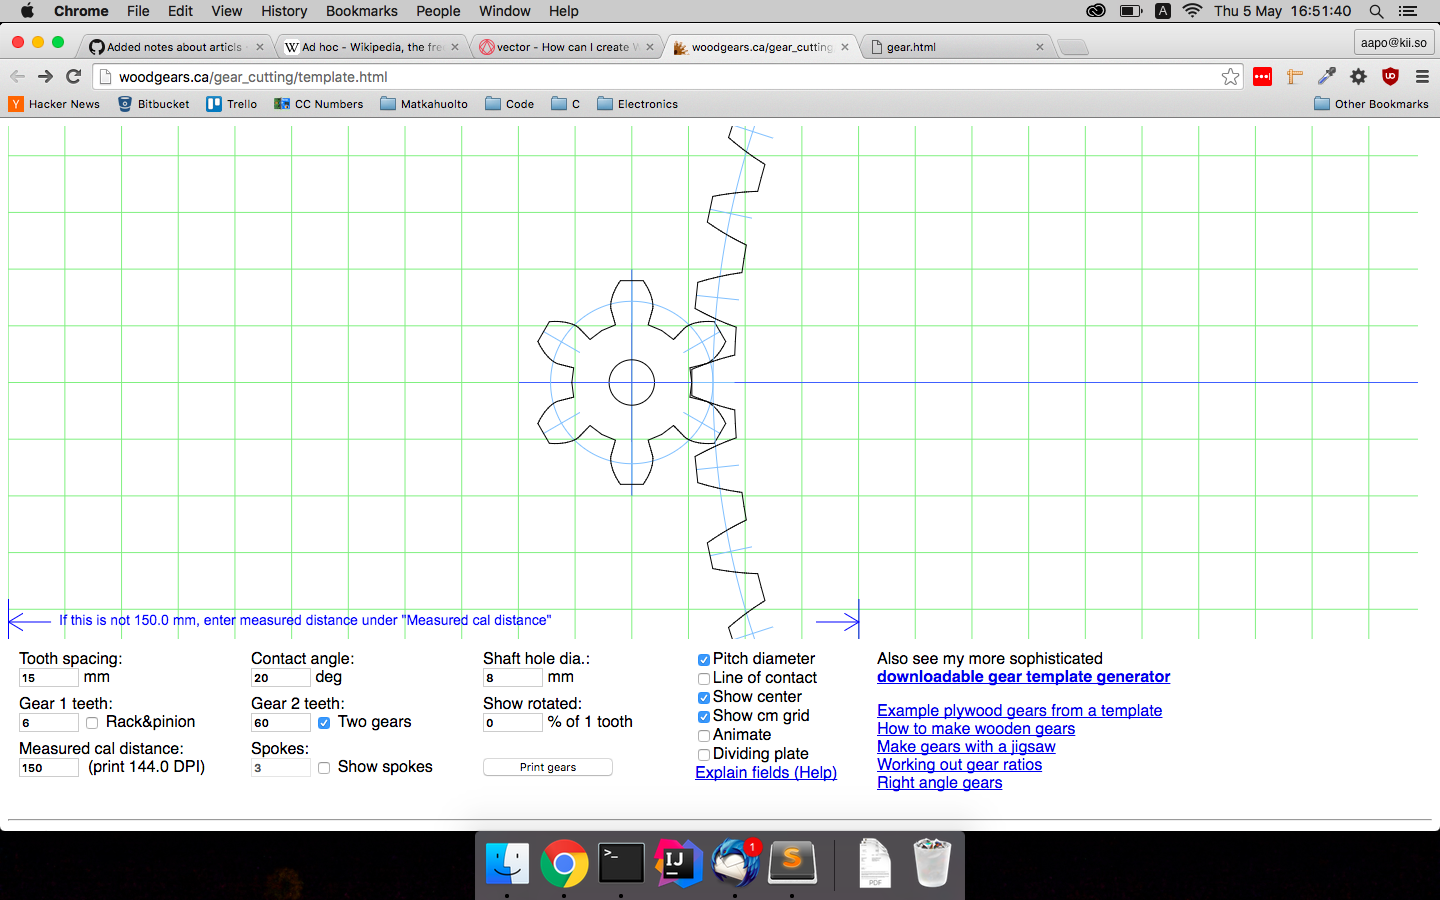 Chrome File Edit View History Bookmarks People Window Help A Thu 5 May 16:51:40
Added notes about articl Ad hoc - Wikipedia, the fre vector - How can I create woodgears.ca/gear_cutting gear.html aapo@kii.so
woodgears.ca/gear_cutting/template.html
Hacker News Bitbucket Trello CC Numbers Matkahuolto Code C Electronics Other Bookmarks
If this is not 150.0 mm, enter measured distance under "Measured cal distance"
Tooth spacing: Contact angle: Shaft hole dia.: Pitch diameter Also see my more sophisticated
15 mm 20 deg 8 mm Line of contact downloadable gear template generator
Show center
Gear 1 teeth: Gear 2 teeth: Show rotated: Show cm grid Example plywood gears from a template
6 Rack&pinion 60 Two gears 0 % of 1 tooth Animate How to make wooden gears
Measured cal distance: Spokes: Dividing plate Make gears with a jigsaw
150 (print 144.0 DPI) 3 Show spokes Print gears Explain fields (Help) Working out gear ratios
Right angle gears
>_ IJ 1 S PDF